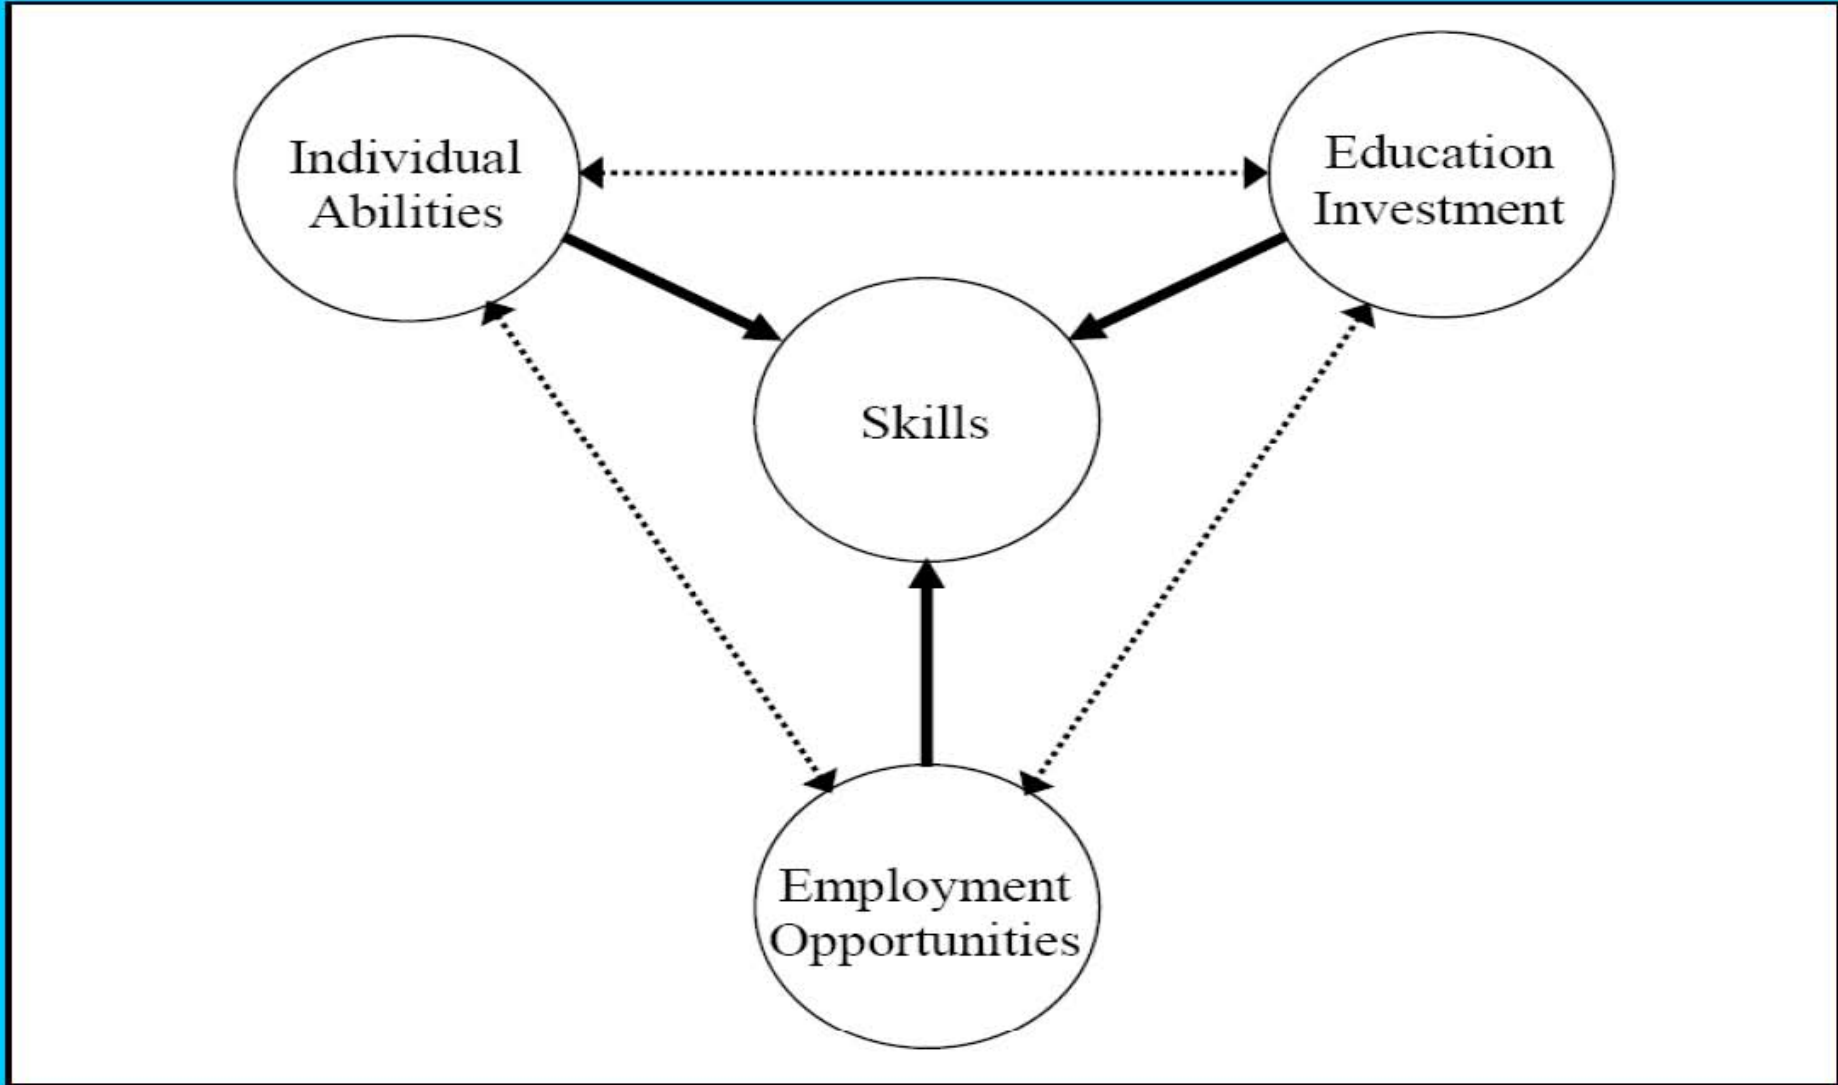 Individual
Abilities
Education
Investment
Skills
Employment
Opportunities